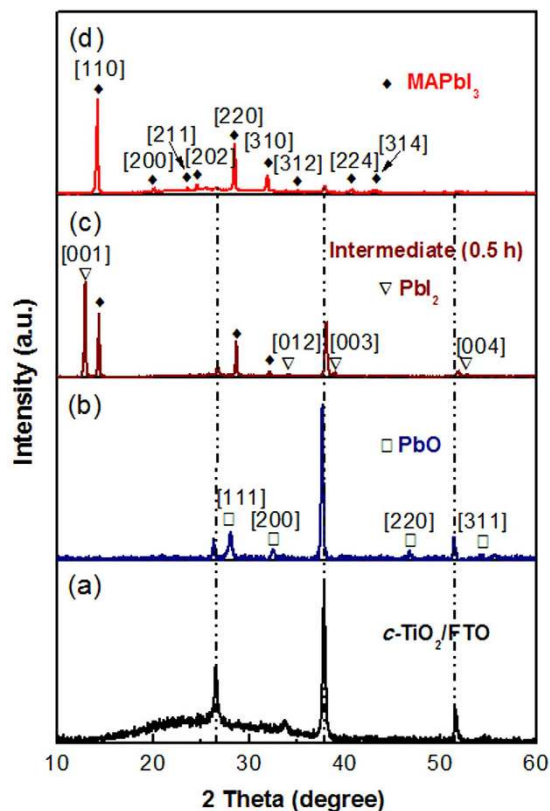 (d)
[110]
◆ MAPbI3
[220]
[211]
[310]
[314]
[200]
[202]
[312]
[224]
(c)
[001]
Intermediate (0.5 h)
▽ PbI2
[012]
[003]
[004]
(b)
□ PbO
[111]
[200]
[220]
[311]
(a)
c-TiO2/FTO
10 20 30 40 50 60
2 Theta (degree)
Intensity (a.u.)